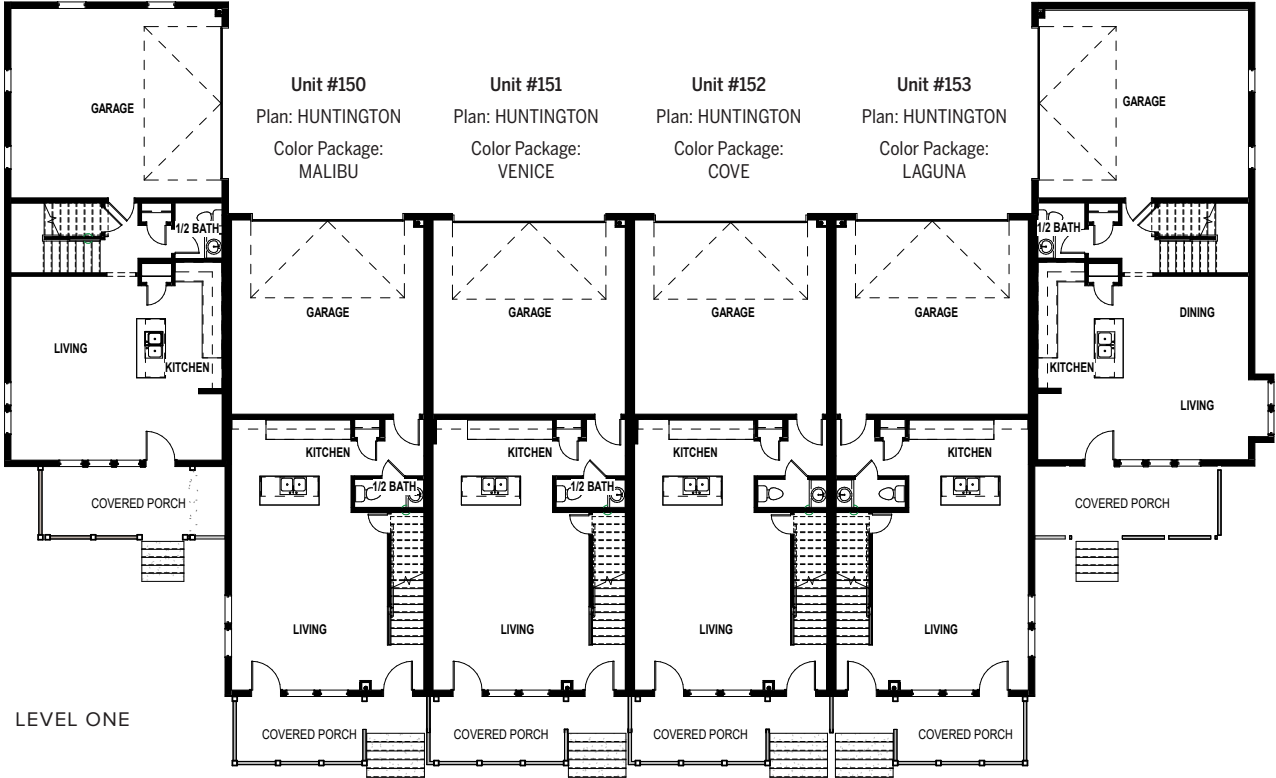 Unit #150
Plan: HUNTINGTON
Color Package:
MALIBU
Unit #151
Plan: HUNTINGTON
Color Package:
VENICE
Unit #152
Plan: HUNTINGTON
Color Package:
COVE
Unit #153
Plan: HUNTINGTON
Color Package:
LAGUNA
GARAGE
1/2 BATH
LIVING
KITCHEN
COVERED PORCH
GARAGE
KITCHEN
1/2 BATH
LIVING
COVERED PORCH
GARAGE
KITCHEN
1/2 BATH
LIVING
COVERED PORCH
GARAGE
KITCHEN
LIVING
COVERED PORCH
GARAGE
KITCHEN
LIVING
COVERED PORCH
GARAGE
1/2 BATH
DINING
KITCHEN
LIVING
COVERED PORCH
LEVEL ONE